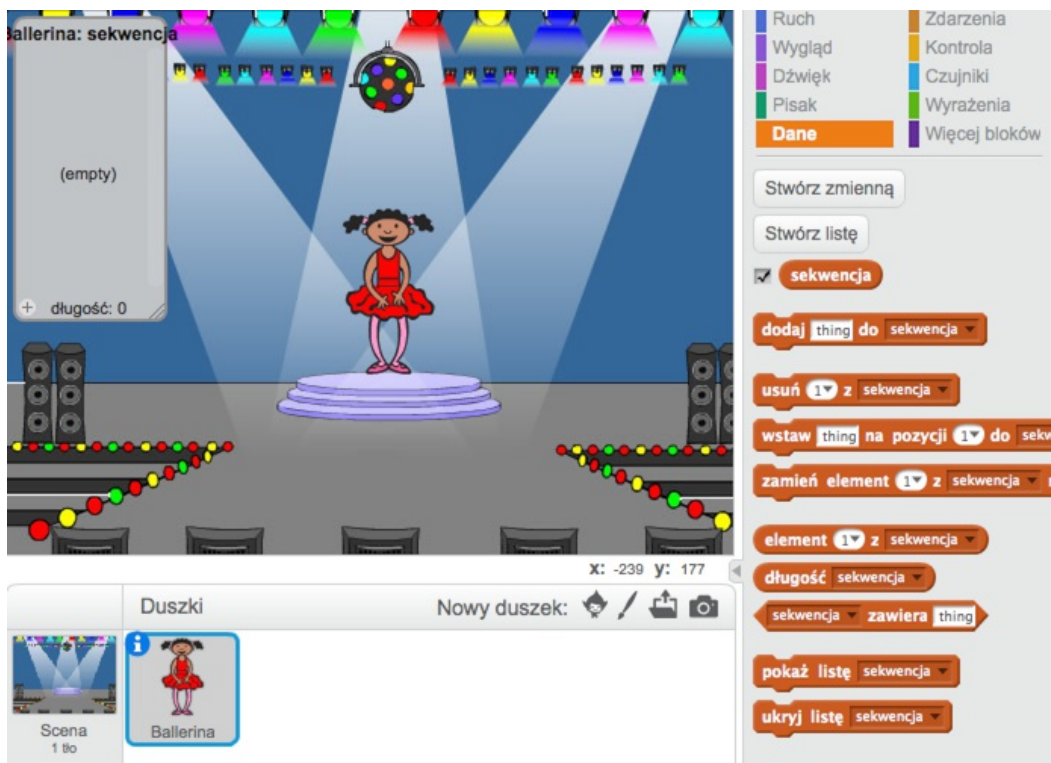 Ballerina: sekwencja
(empty)
+ długość: 0
x: -239 y: 177
Duszki
Nowy duszek:
Scena
1 tło
Ballerina
Ruch
Wygląd
Dźwięk
Pisak
Dane
Zdarzenia
Kontrola
Czujniki
Wyrażenia
Więcej bloków
Stwórz zmienną
Stwórz listę
sekwencja
dodaj thing do sekwencja
usuń 1 z sekwencja
wstaw thing na pozycji 1 do sekw
zamień element 1 z sekwencja
element 1 z sekwencja
długość sekwencja
sekwencja zawiera thing
pokaż listę sekwencja
ukryj listę sekwencja